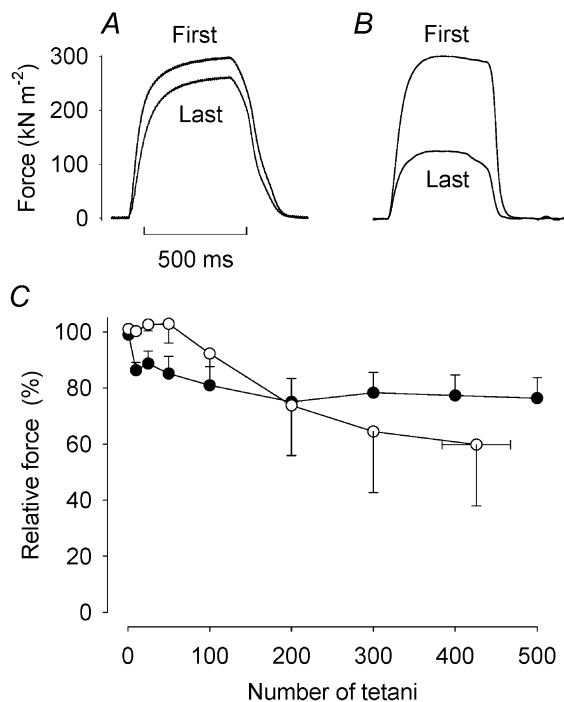 A
B
First
First
Last
Last
Force (kN m-2)
300
200
100
0
500 ms
C
Relative force (%)
100
80
60
40
20
0
0 100 200 300 400 500
Number of tetani